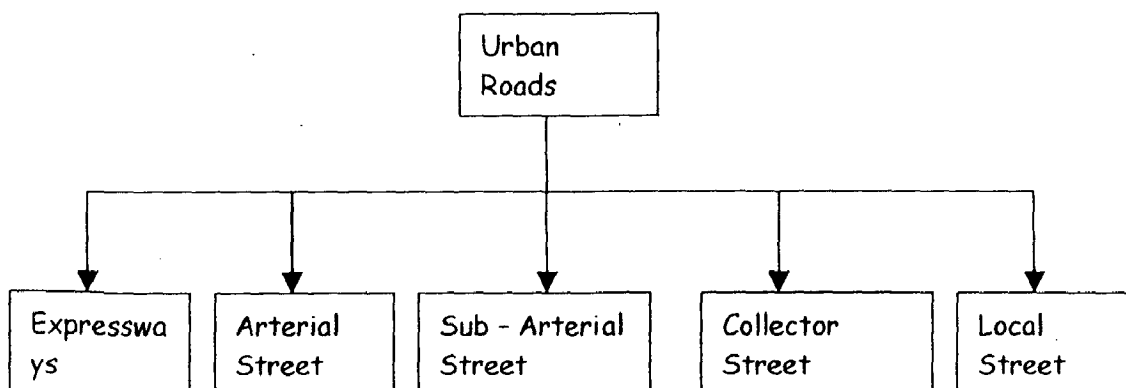 Urban
Roads
Expresswa
ys
Arterial
Street
Sub - Arterial
Street
Collector
Street
Local
Street